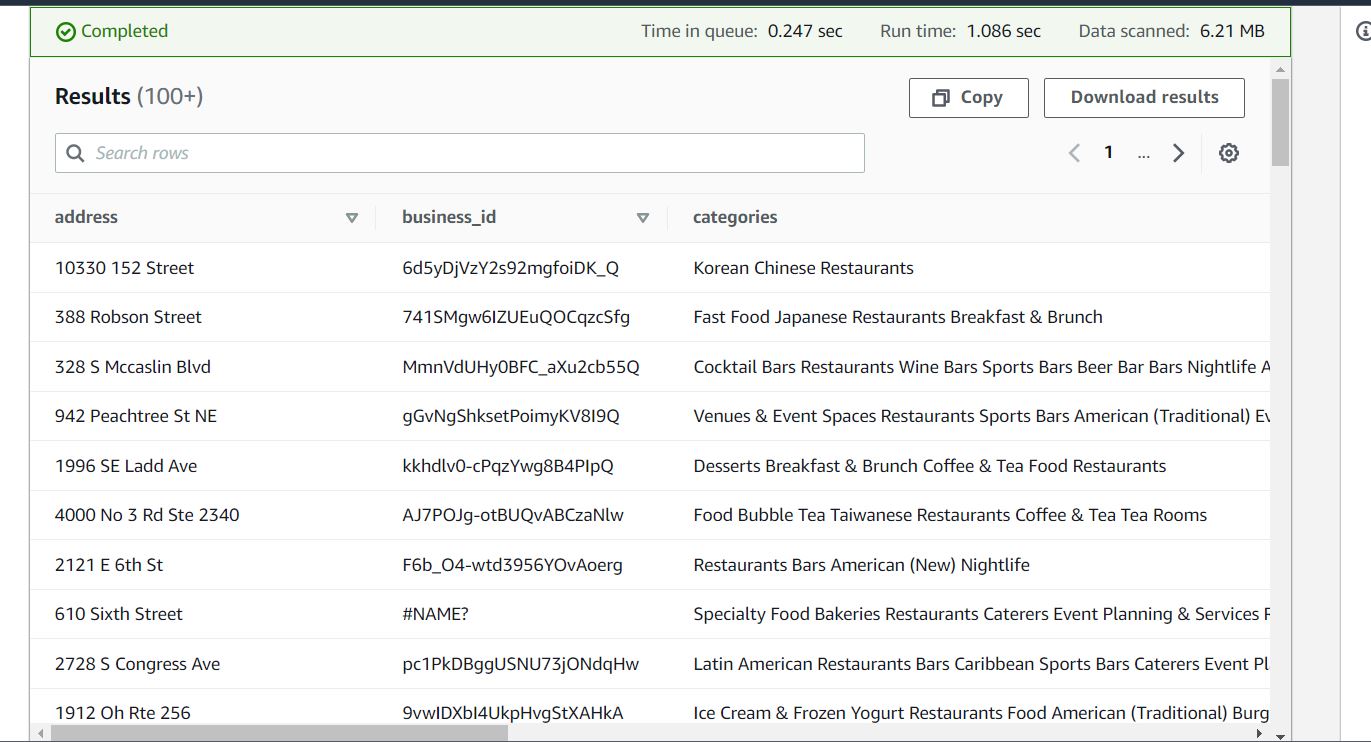 Completed Time in queue: 0.247 sec Run time: 1.086 sec Data scanned: 6.21 MB
Results (100+) Copy Download results
Search rows 1 ...
address business_id categories
10330 152 Street 6d5yDjVzY2s92mgfoiDK_Q Korean Chinese Restaurants
388 Robson Street 741SMgw6IZUEuQOCqzcSfg Fast Food Japanese Restaurants Breakfast & Brunch
328 S Mccaslin Blvd MmnVdUHy0BFC_aXu2cb55Q Cocktail Bars Restaurants Wine Bars Sports Bars Beer Bar Bars Nightlife A
942 Peachtree St NE gGvNgShksetPoimyKV8I9Q Venues & Event Spaces Restaurants Sports Bars American (Traditional) Ev
1996 SE Ladd Ave kkhdlv0-cPqzYwg8B4PIpQ Desserts Breakfast & Brunch Coffee & Tea Food Restaurants
4000 No 3 Rd Ste 2340 AJ7POJg-otBUQvABCzaNlw Food Bubble Tea Taiwanese Restaurants Coffee & Tea Tea Rooms
2121 E 6th St F6b_O4-wtd3956YOvAoerg Restaurants Bars American (New) Nightlife
610 Sixth Street #NAME? Specialty Food Bakeries Restaurants Caterers Event Planning & Services F
2728 S Congress Ave pc1PkDBggUSNU73jONdqHw Latin American Restaurants Bars Caribbean Sports Bars Caterers Event Pl
1912 Oh Rte 256 9vwIDXbI4UkpHvgStXAHkA Ice Cream & Frozen Yogurt Restaurants Food American (Traditional) Burg